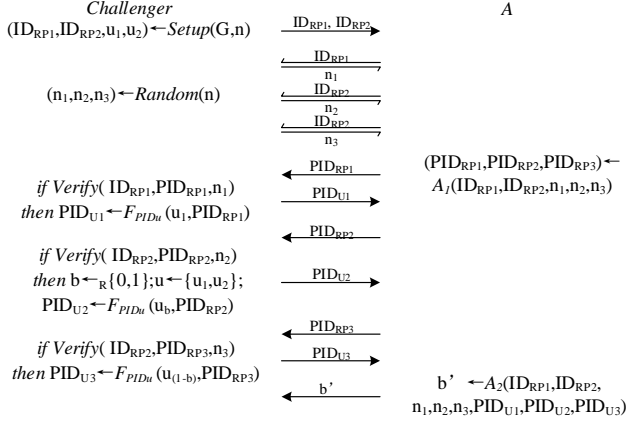 Challenger A
(ID_RP1,ID_RP2,u_1,u_2)←Setup(G,n) ID_RP1, ID_RP2
ID_RP1
n_1
(n_1,n_2,n_3)←Random(n) ID_RP2
n_2
ID_RP2
n_3
PID_RP1 (PID_RP1,PID_RP2,PID_RP3)←
if Verify( ID_RP1,PID_RP1,n_1) A_1(ID_RP1,ID_RP2,n_1,n_2,n_3)
then PID_U1←F_PIDu (u_1,PID_RP1) PID_U1
PID_RP2
if Verify( ID_RP2,PID_RP2,n_2)
then b←_R{0,1};u←{u_1,u_2}; PID_U2
PID_U2←F_PIDu (u_b,PID_RP2)
PID_RP3
if Verify( ID_RP2,PID_RP3,n_3)
then PID_U3←F_PIDu (u_(1-b),PID_RP3) PID_U3
b’ b’ ←A_2(ID_RP1,ID_RP2,
n_1,n_2,n_3,PID_U1,PID_U2,PID_U3)